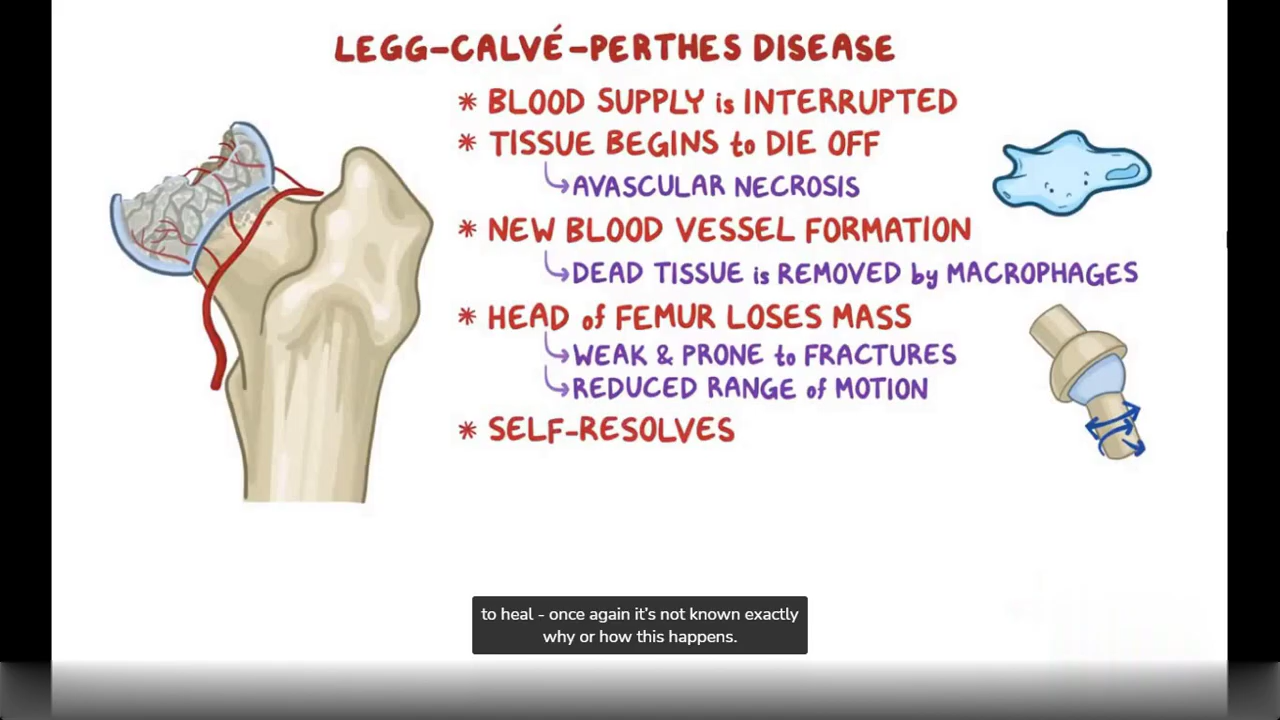 LEGG-CALVÉ-PERTHES DISEASE
* BLOOD SUPPLY is INTERRUPTED
* TISSUE BEGINS to DIE OFF
AVASCULAR NECROSIS
* NEW BLOOD VESSEL FORMATION
DEAD TISSUE is REMOVED by MACROPHAGES
* HEAD of FEMUR LOSES MASS
WEAK & PRONE to FRACTURES
REDUCED RANGE of MOTION
* SELF-RESOLVES
to heal - once again it's not known exactly
why or how this happens.